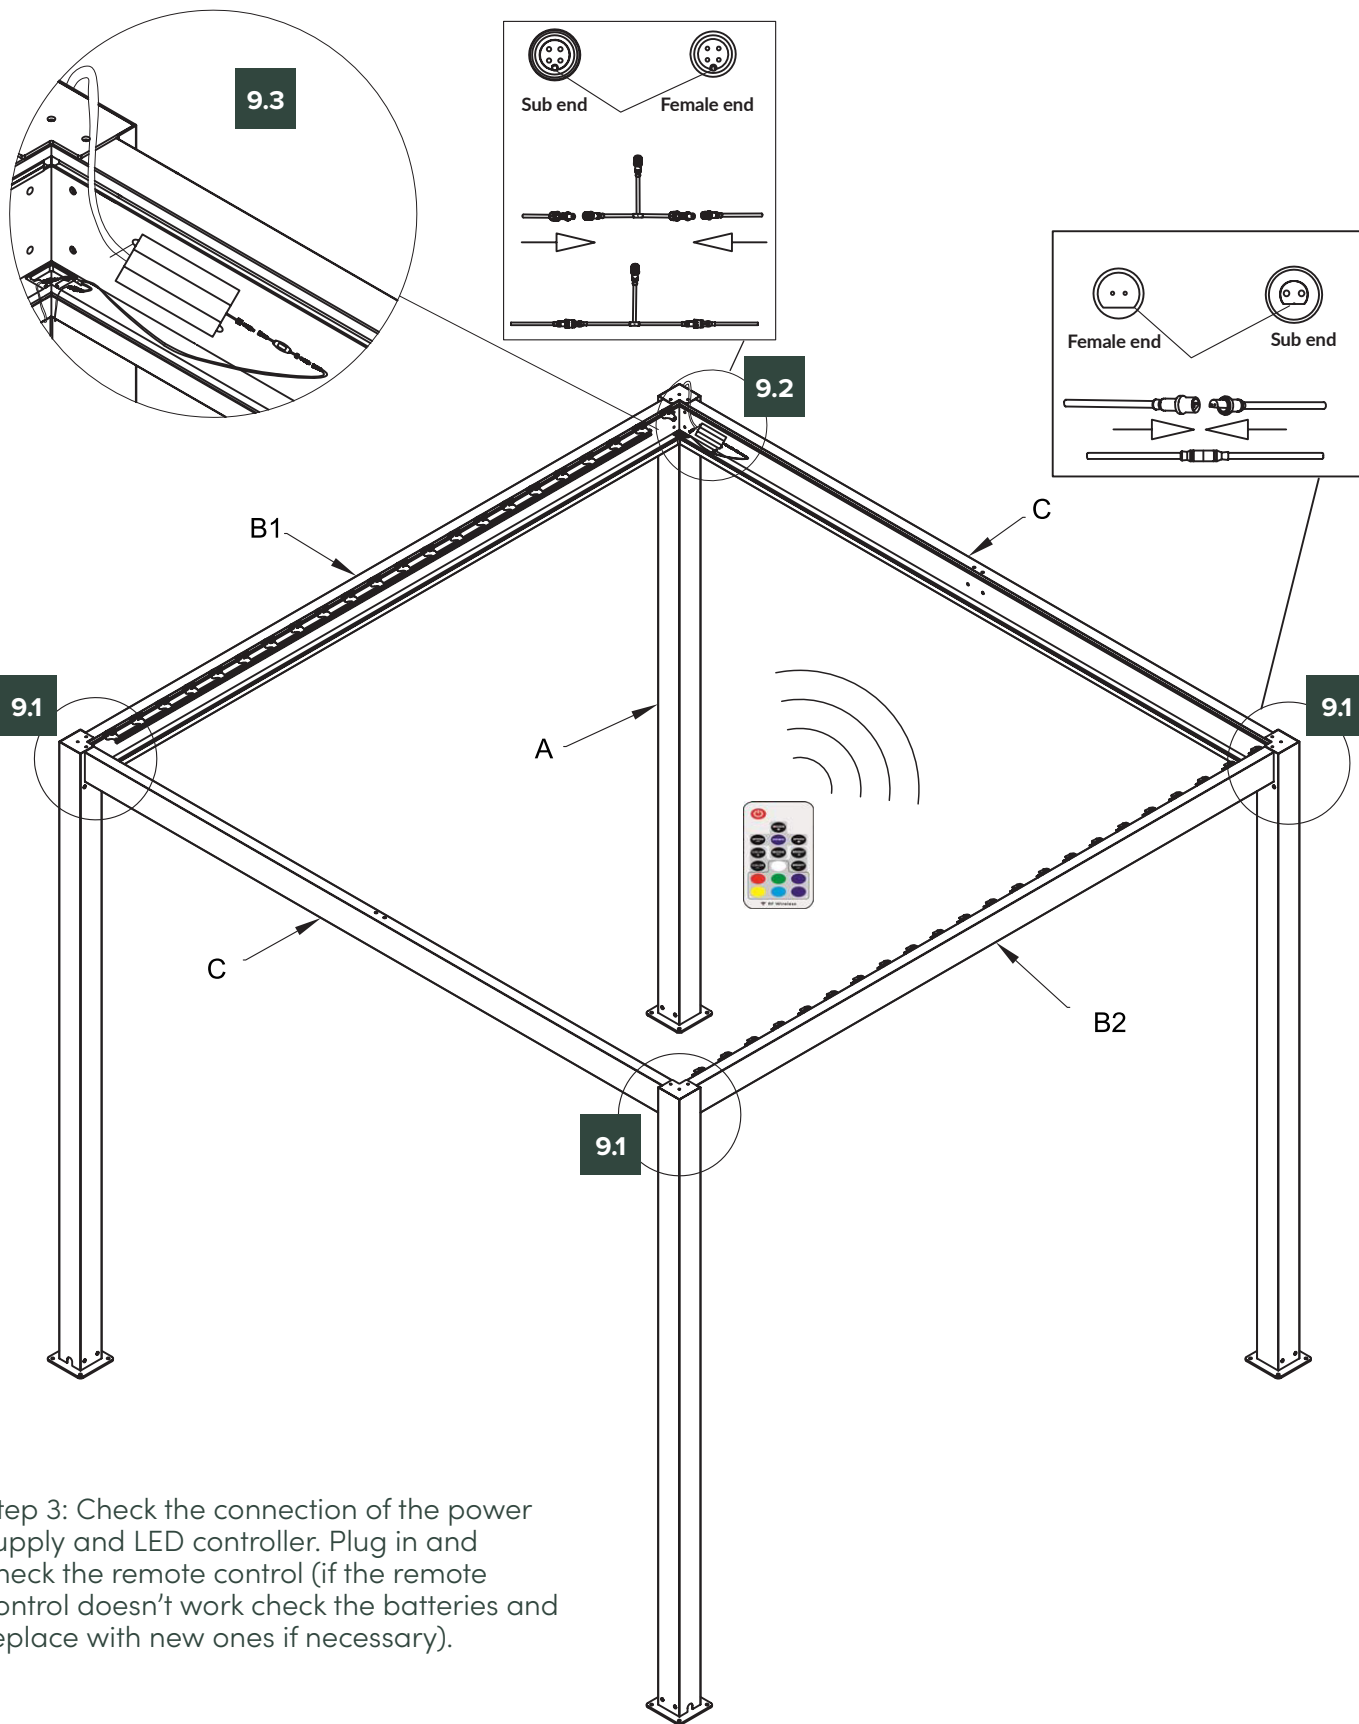 9.3
Sub end
Female end
Female end
Sub end
9.2
B1
C
9.1
9.1
A
RF Wireless
C
B2
9.1
tep 3: Check the connection of the power
upply and LED controller. Plug in and
heck the remote control (if the remote
ontrol doesn't work check the batteries and
eplace with new ones if necessary).